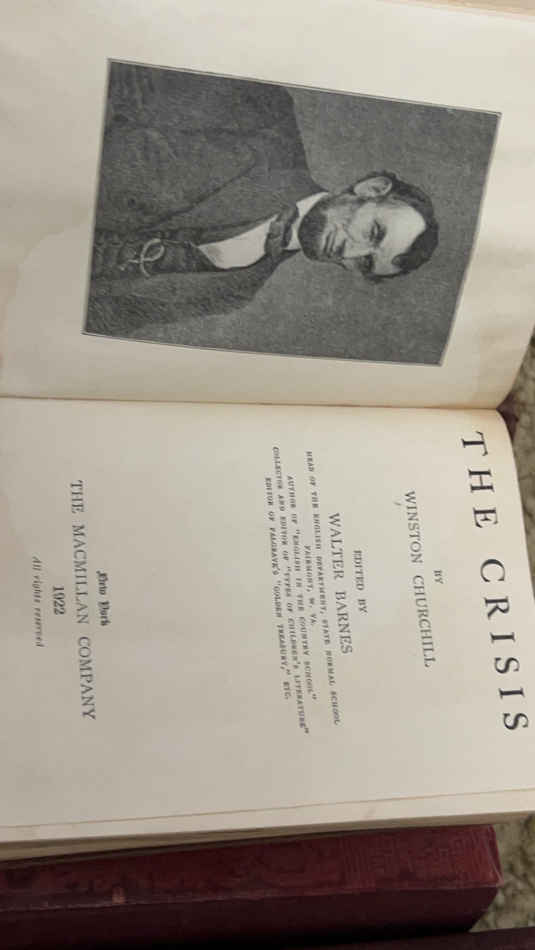 THE CRISIS
BY
WINSTON CHURCHILL
EDITED BY
WALTER BARNES
HEAD OF THE ENGLISH DEPARTMENT, STATE NORMAL SCHOOL
FAIRMONT, W. VA.
AUTHOR OF "ENGLISH IN THE COUNTRY SCHOOL"
COLLECTOR AND EDITOR OF "TYPES OF CHILDREN'S LITERATURE"
EDITOR OF PALGRAVE'S "GOLDEN TREASURY," ETC.
New York
THE MACMILLAN COMPANY
1922
All rights reserved